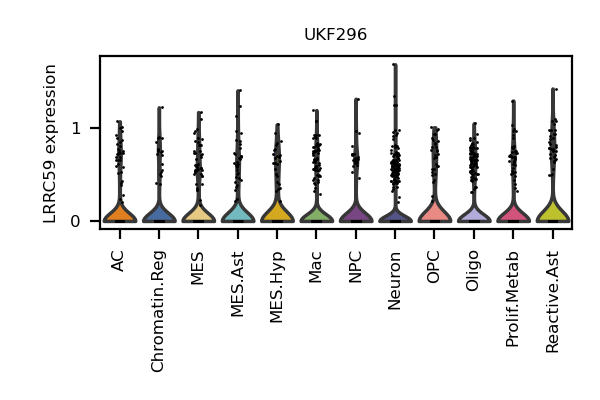 UKF296
LRRC59 expression
1
0
AC
Chromatin.Reg
MES
MES.Ast
MES.Hyp
Mac
NPC
Neuron
OPC
Oligo
Prolif.Metab
Reactive.Ast